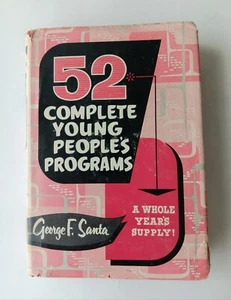 52*
COMPLETE
YOUNG
PEOPLE'S
PROGRAMS
George F. Santa
A WHOLE
YEAR'S
SUPPLY!